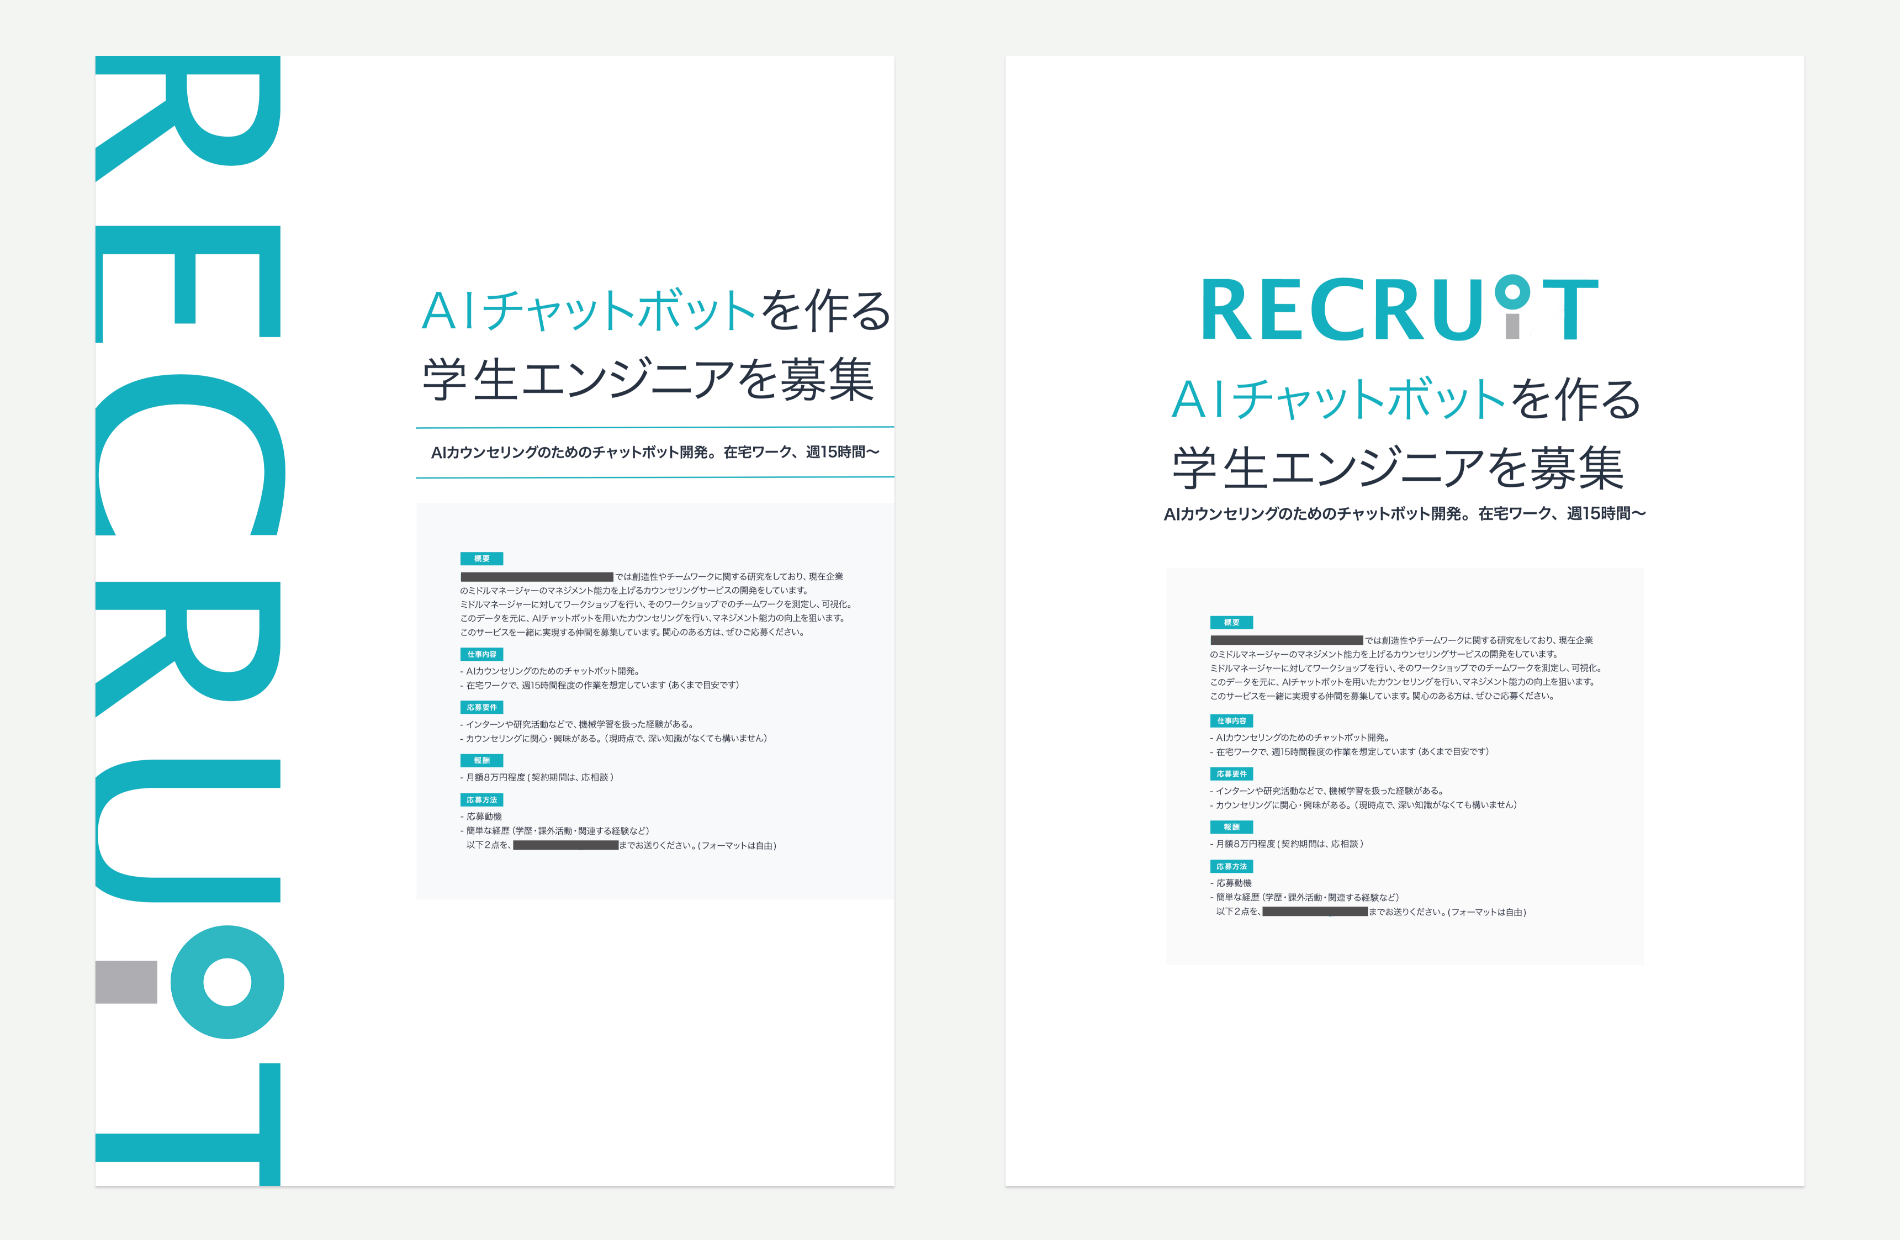 RECRUIT
AIチャットボットを作る
学生エンジニアを募集
AIカウンセリングのためのチャットボット開発。在宅ワーク、週15時間〜
概要
では創造性やチームワークに関する研究をしており、現在企業
のミドルマネージャーのマネジメント能力を上げるカウンセリングサービスの開発をしています。
ミドルマネージャーに対してワークショップを行い、そのワークショップでのチームワークを測定し、可視化。
このデータを元に、AIチャットボットを用いたカウンセリングを行い、マネジメント能力の向上を狙います。
このサービスを一緒に実現する仲間を募集しています。関心のある方は、ぜひご応募ください。
仕事内容
- AIカウンセリングのためのチャットボット開発。
- 在宅ワークで、週15時間程度の作業を想定しています（あくまで目安です）
応募要件
- インターンや研究活動などで、機械学習を扱った経験がある。
- カウンセリングに関心・興味がある。（現時点で、深い知識がなくても構いません）
報酬
- 月額8万円程度（契約期間は、応相談）
応募方法
- 応募動機
- 簡単な経歴（学歴・課外活動・関連する経験など）
以下2点を、までお送りください。（フォーマットは自由）
RECRUIT
AIチャットボットを作る
学生エンジニアを募集
AIカウンセリングのためのチャットボット開発。在宅ワーク、週15時間〜
概要
では創造性やチームワークに関する研究をしており、現在企業
のミドルマネージャーのマネジメント能力を上げるカウンセリングサービスの開発をしています。
ミドルマネージャーに対してワークショップを行い、そのワークショップでのチームワークを測定し、可視化。
このデータを元に、AIチャットボットを用いたカウンセリングを行い、マネジメント能力の向上を狙います。
このサービスを一緒に実現する仲間を募集しています。関心のある方は、ぜひご応募ください。
仕事内容
- AIカウンセリングのためのチャットボット開発。
- 在宅ワークで、週15時間程度の作業を想定しています（あくまで目安です）
応募要件
- インターンや研究活動などで、機械学習を扱った経験がある。
- カウンセリングに関心・興味がある。（現時点で、深い知識がなくても構いません）
報酬
- 月額8万円程度（契約期間は、応相談）
応募方法
- 応募動機
- 簡単な経歴（学歴・課外活動・関連する経験など）
以下2点を、までお送りください。（フォーマットは自由）